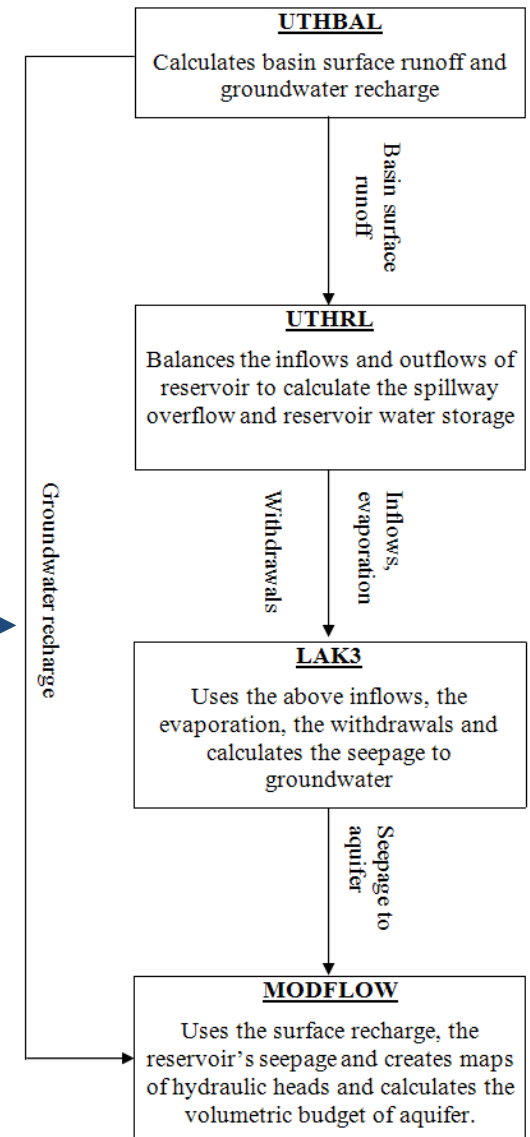 UTHBAL
Calculates basin surface runoff and
groundwater recharge
Basin surface
runoff
UTHRL
Balances the inflows and outflows of
reservoir to calculate the spillway
overflow and reservoir water storage
Groundwater recharge
Withdrawals
Inflows,
evaporation
LAK3
Uses the above inflows, the
evaporation, the withdrawals and
calculates the seepage to
groundwater
Seepage to
aquifer
MODFLOW
Uses the surface recharge, the
reservoir's seepage and creates maps
of hydraulic heads and calculates the
volumetric budget of aquifer.